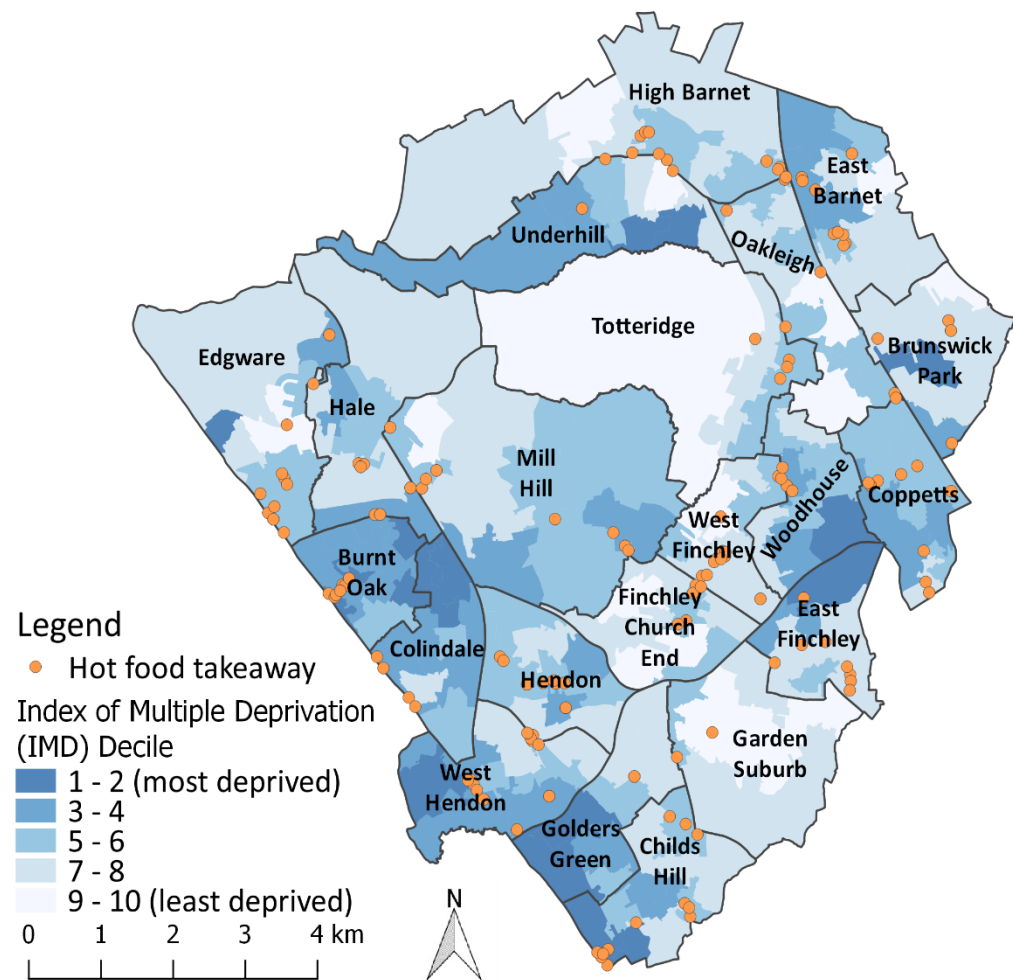 High Barnet
East
Barnet
Underhill
Oakleigh
Totteridge
Edgware
Brunswick
Park
Hale
Mill
Hill
Woodhouse
Coppetts
West
Finchley
Burnt
Oak
Finchley
Church
End
East
Finchley
Colindale
Hendon
Garden
Suburb
West
Hendon
Golders
Green
Childs
Hill
Legend
Hot food takeaway
Index of Multiple Deprivation
(IMD) Decile
1 - 2 (most deprived)
3 - 4
5 - 6
7 - 8
9 - 10 (least deprived)
0 1 2 3 4 km
N